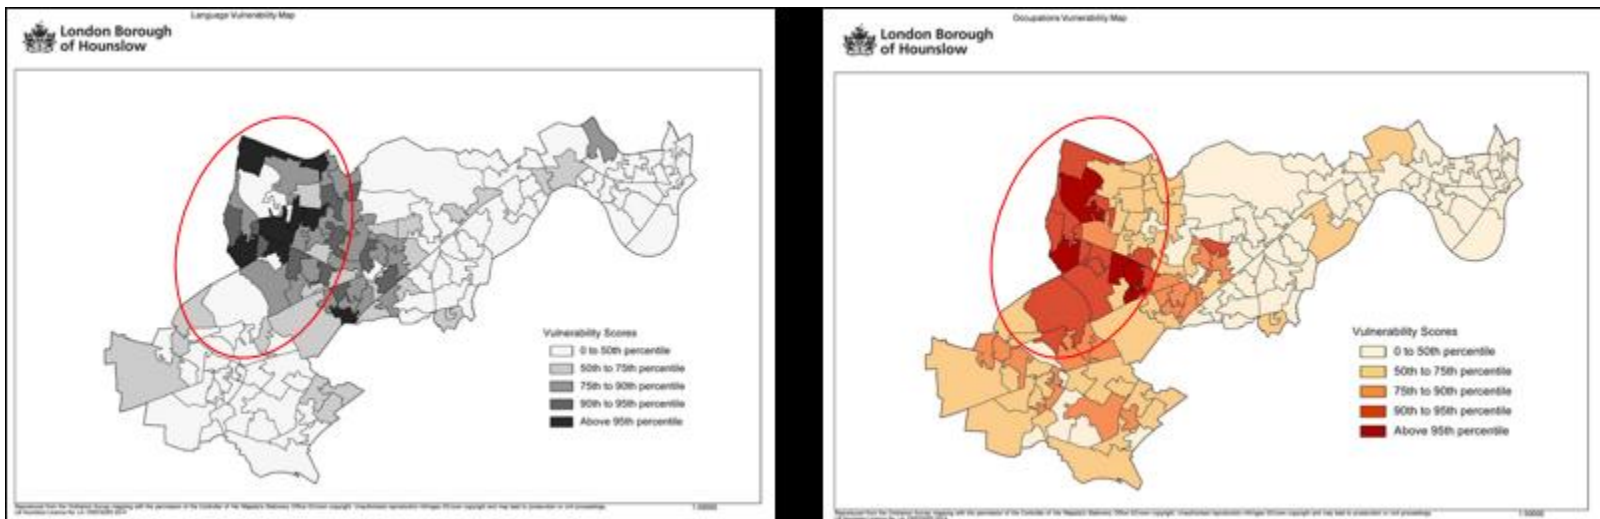 Language Vulnerability Map
London Borough
of Hounslow
Vulnerability Scores
0 to 50th percentile
50th to 75th percentile
75th to 90th percentile
90th to 95th percentile
Above 95th percentile
Occupations Vulnerability Map
London Borough
of Hounslow
Vulnerability Scores
0 to 50th percentile
50th to 75th percentile
75th to 90th percentile
90th to 95th percentile
Above 95th percentile